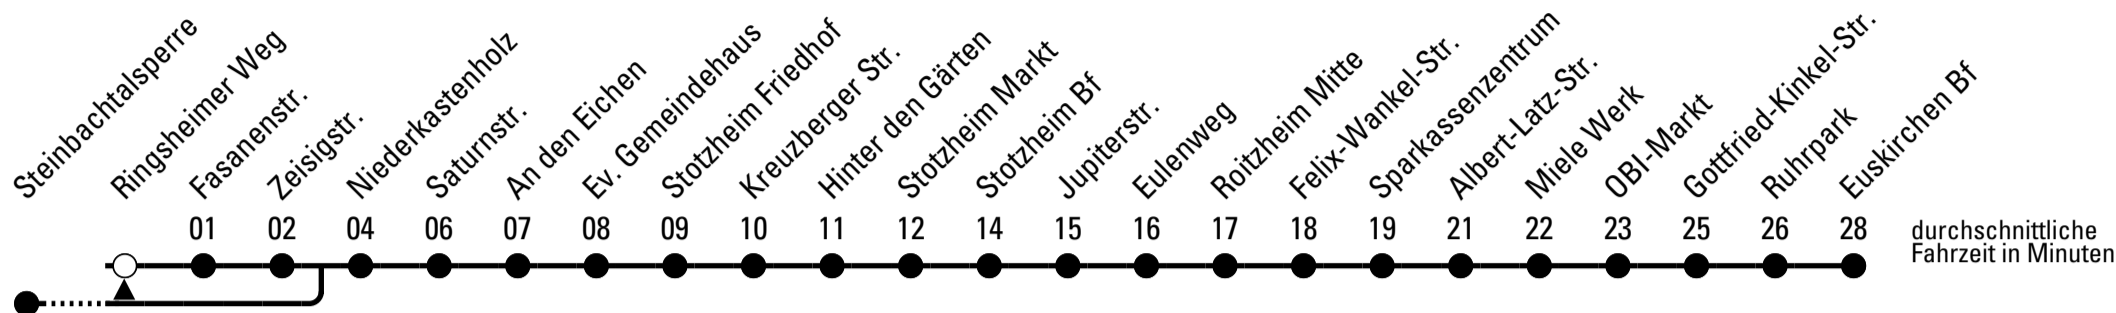 Steinbachtalsperre
Ringsheimer Weg
Fasanenstr.
Zeisigstr.
Niederkastenholz
Saturnstr.
An den Eichen
Ev. Gemeindehaus
Stotzheim Friedhof
Kreuzberger Str.
Hinter den Gärten
Stotzheim Markt
Stotzheim Bf
Jupiterstr.
Eulenweg
Roitzheim Mitte
Felix-Wankel-Str.
Sparkassenzentrum
Albert-Latz-Str.
Miele Werk
OBI-Markt
Gottfried-Kinkel-Str.
Ruhrpark
Euskirchen Bf
01 02 04 06 07 08 09 10 11 12 14 15 16 17 18 19 21 22 23 25 26 28
durchschnittliche
Fahrzeit in Minuten